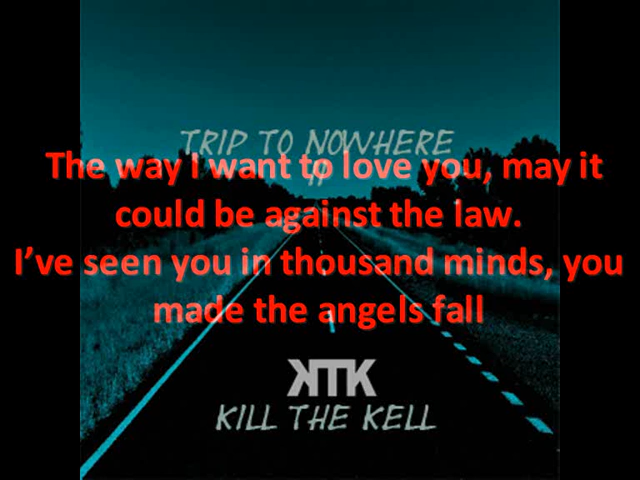 TRIP TO NOWHERE
The way I want to love you, may it
could be against the law.
I've seen you in thousand minds, you
made the angels fall
KTK
KILL THE KELL